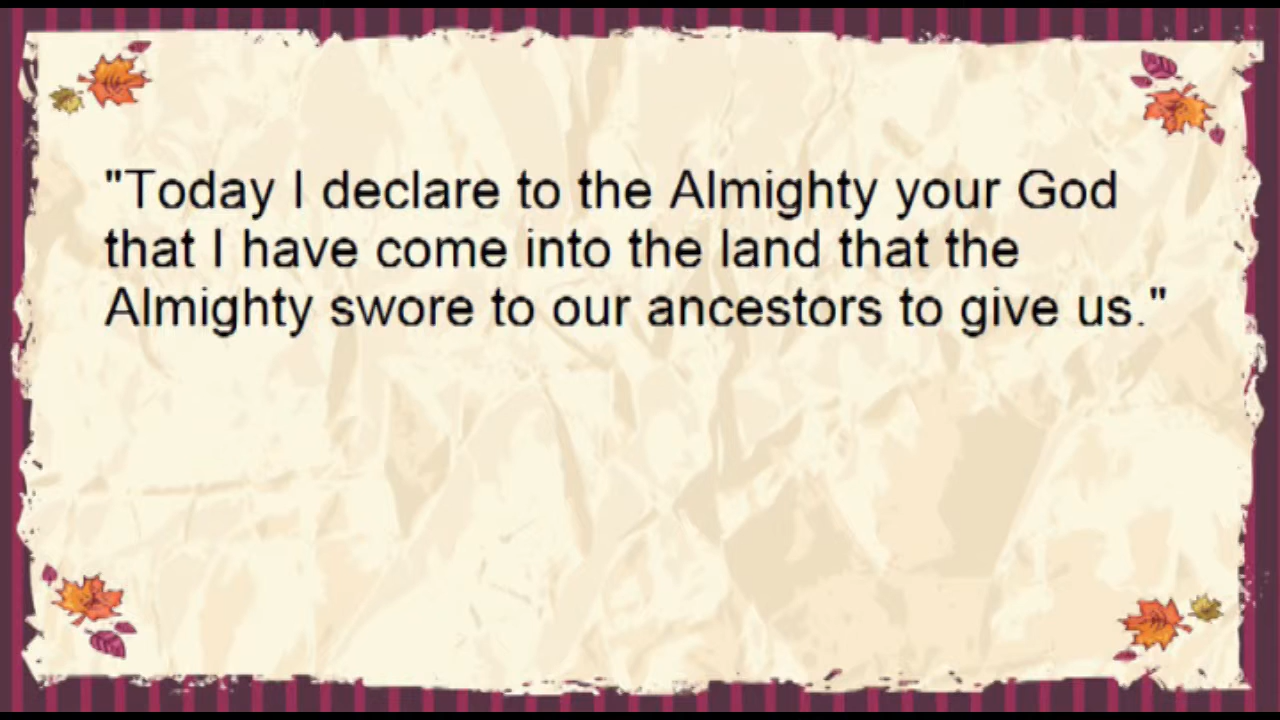 "Today I declare to the Almighty your God
that I have come into the land that the
Almighty swore to our ancestors to give us."